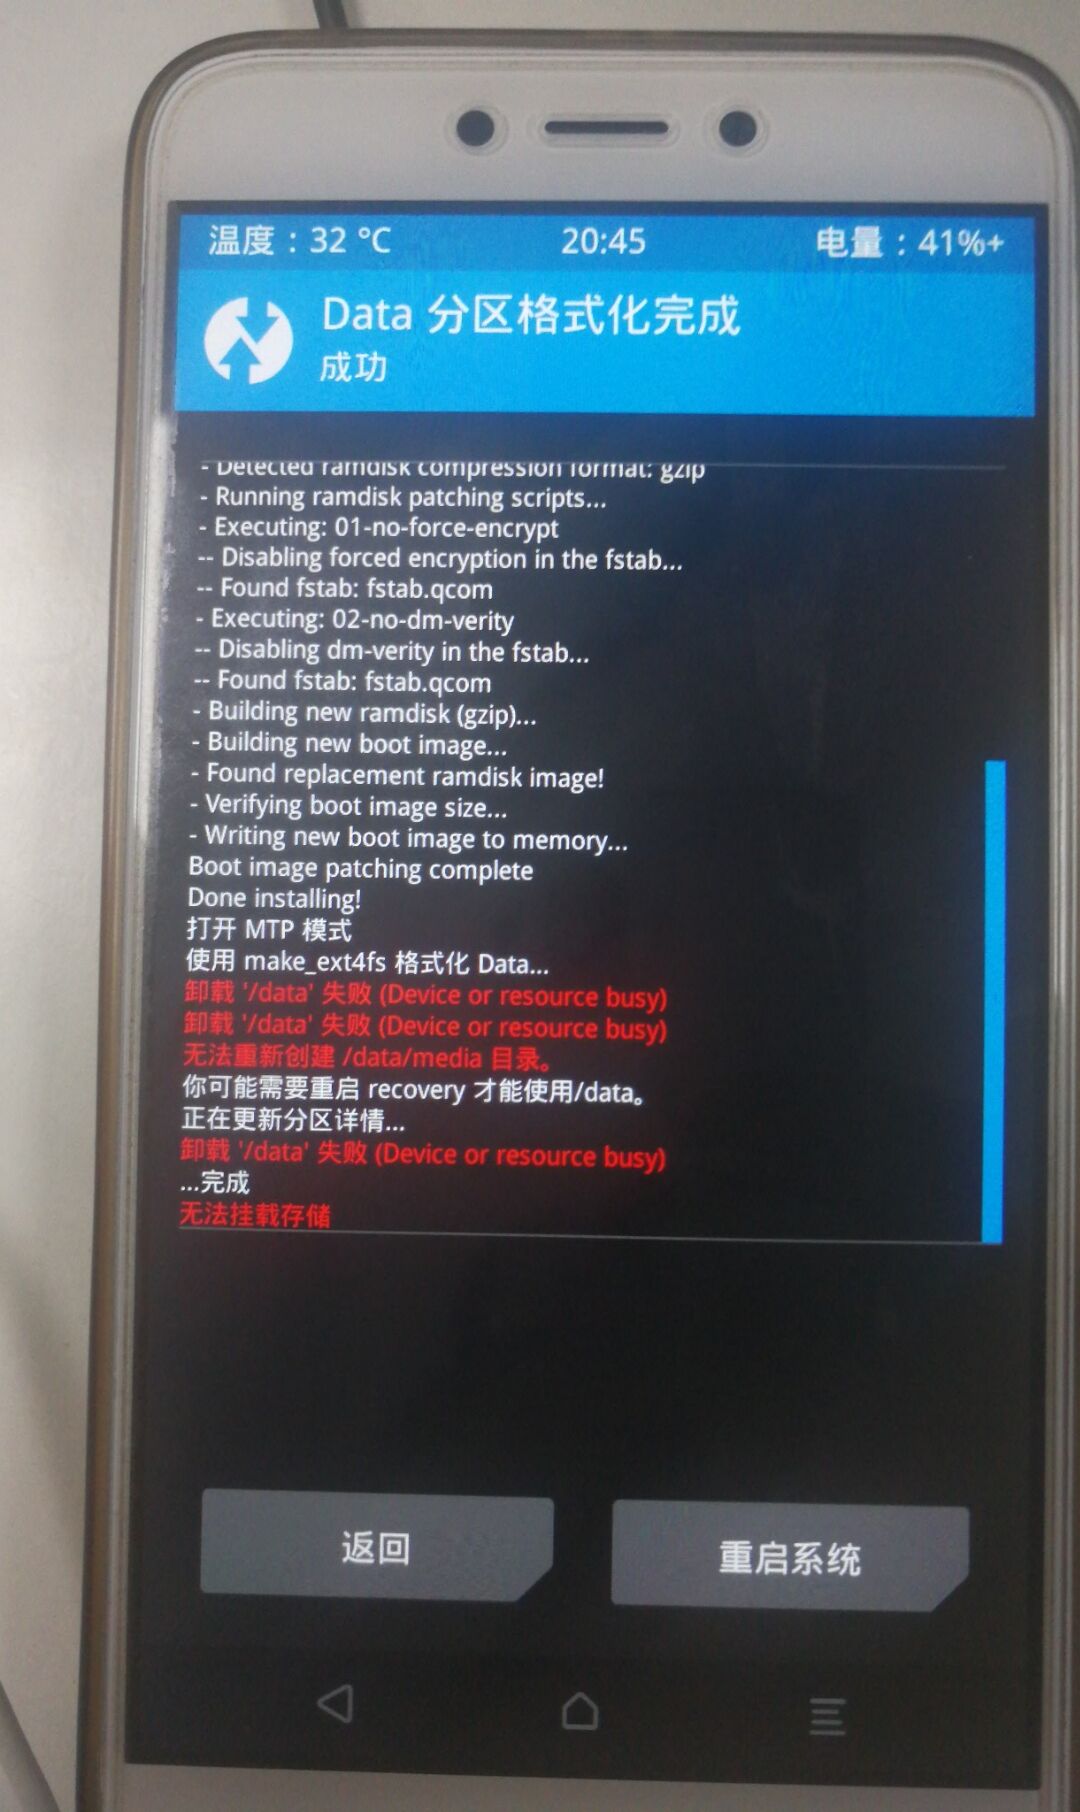 温度：32 °C
20:45
电量：41%+
Data 分区格式化完成
成功
- Detected ramdisk compression format: gzip
- Running ramdisk patching scripts...
- Executing: 01-no-force-encrypt
-- Disabling forced encryption in the fstab...
-- Found fstab: fstab.qcom
- Executing: 02-no-dm-verity
-- Disabling dm-verity in the fstab...
-- Found fstab: fstab.qcom
- Building new ramdisk (gzip)...
- Building new boot image...
- Found replacement ramdisk image!
- Verifying boot image size...
- Writing new boot image to memory...
Boot image patching complete
Done installing!
打开 MTP 模式
使用 make_ext4fs 格式化 Data...
卸载 '/data' 失败 (Device or resource busy)
卸载 '/data' 失败 (Device or resource busy)
无法重新创建 /data/media 目录。
你可能需要重启 recovery 才能使用/data。
正在更新分区详情...
卸载 '/data' 失败 (Device or resource busy)
...完成
无法挂载存储
返回
重启系统